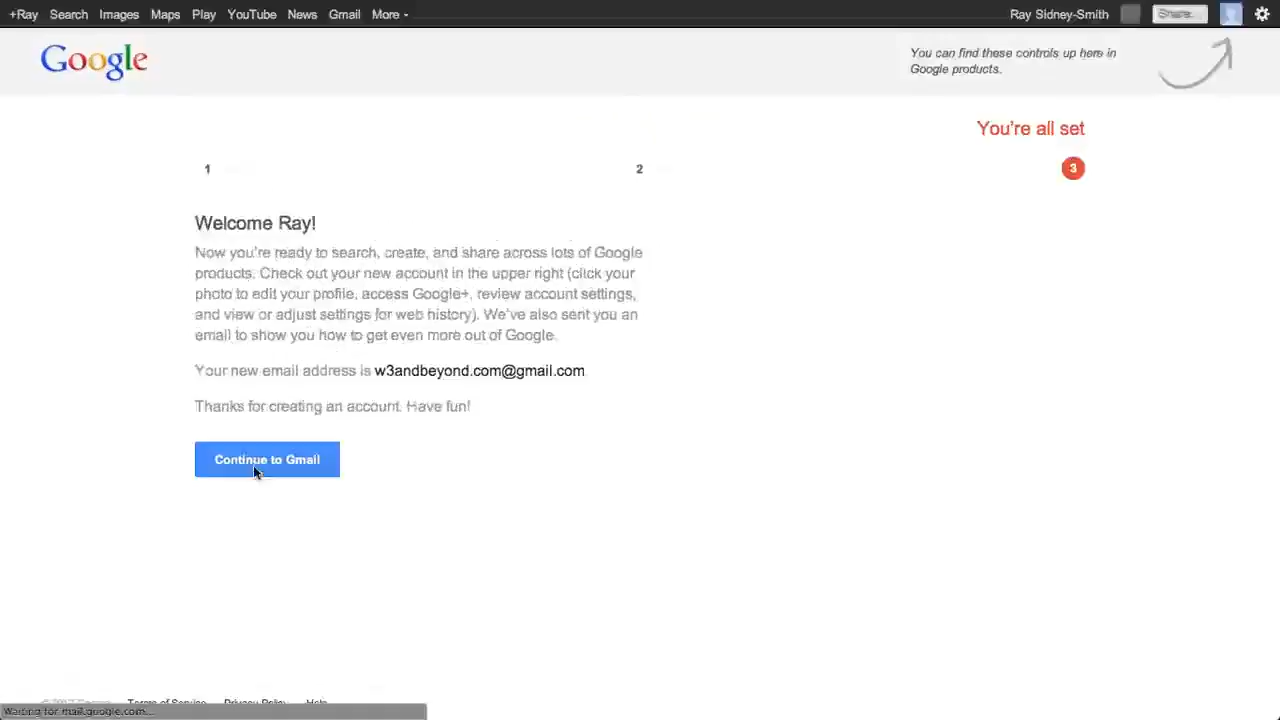 +Ray Search Images Maps Play YouTube News Gmail More
Ray Sidney-Smith Share...
Google
You can find these controls up here in
Google products.
You're all set
1 2 3
Welcome Ray!
Now you're ready to search, create, and share across lots of Google
products. Check out your new account in the upper right (click your
photo to edit your profile, access Google+, review account settings,
and view or adjust settings for web history). We've also sent you an
email to show you how to get even more out of Google.
Your new email address is w3andbeyond.com@gmail.com
Thanks for creating an account. Have fun!
Continue to Gmail
Terms of Service Privacy Policy Help
Waiting for mail.google.com...